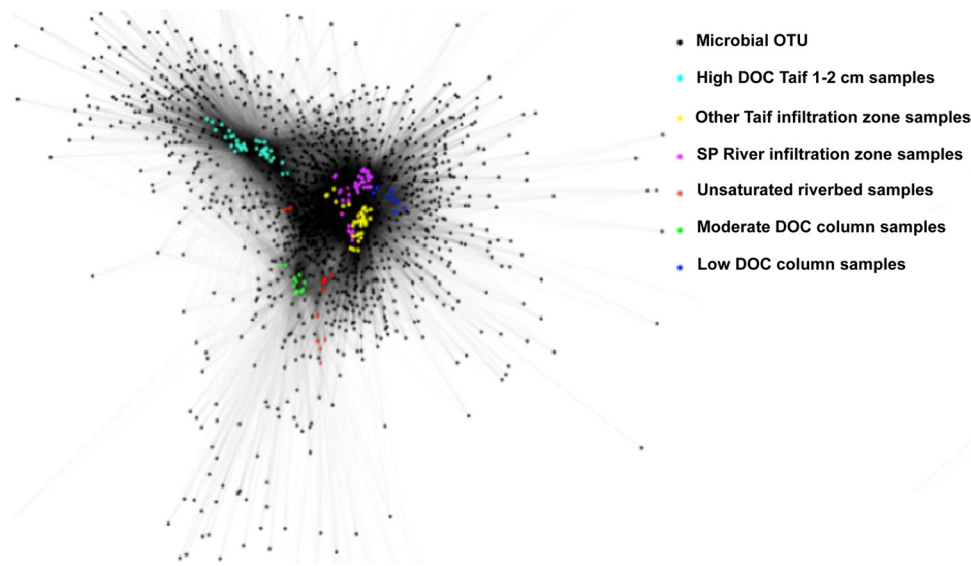 Microbial OTU
High DOC Taif 1-2 cm samples
Other Taif infiltration zone samples
SP River infiltration zone samples
Unsaturated riverbed samples
Moderate DOC column samples
Low DOC column samples